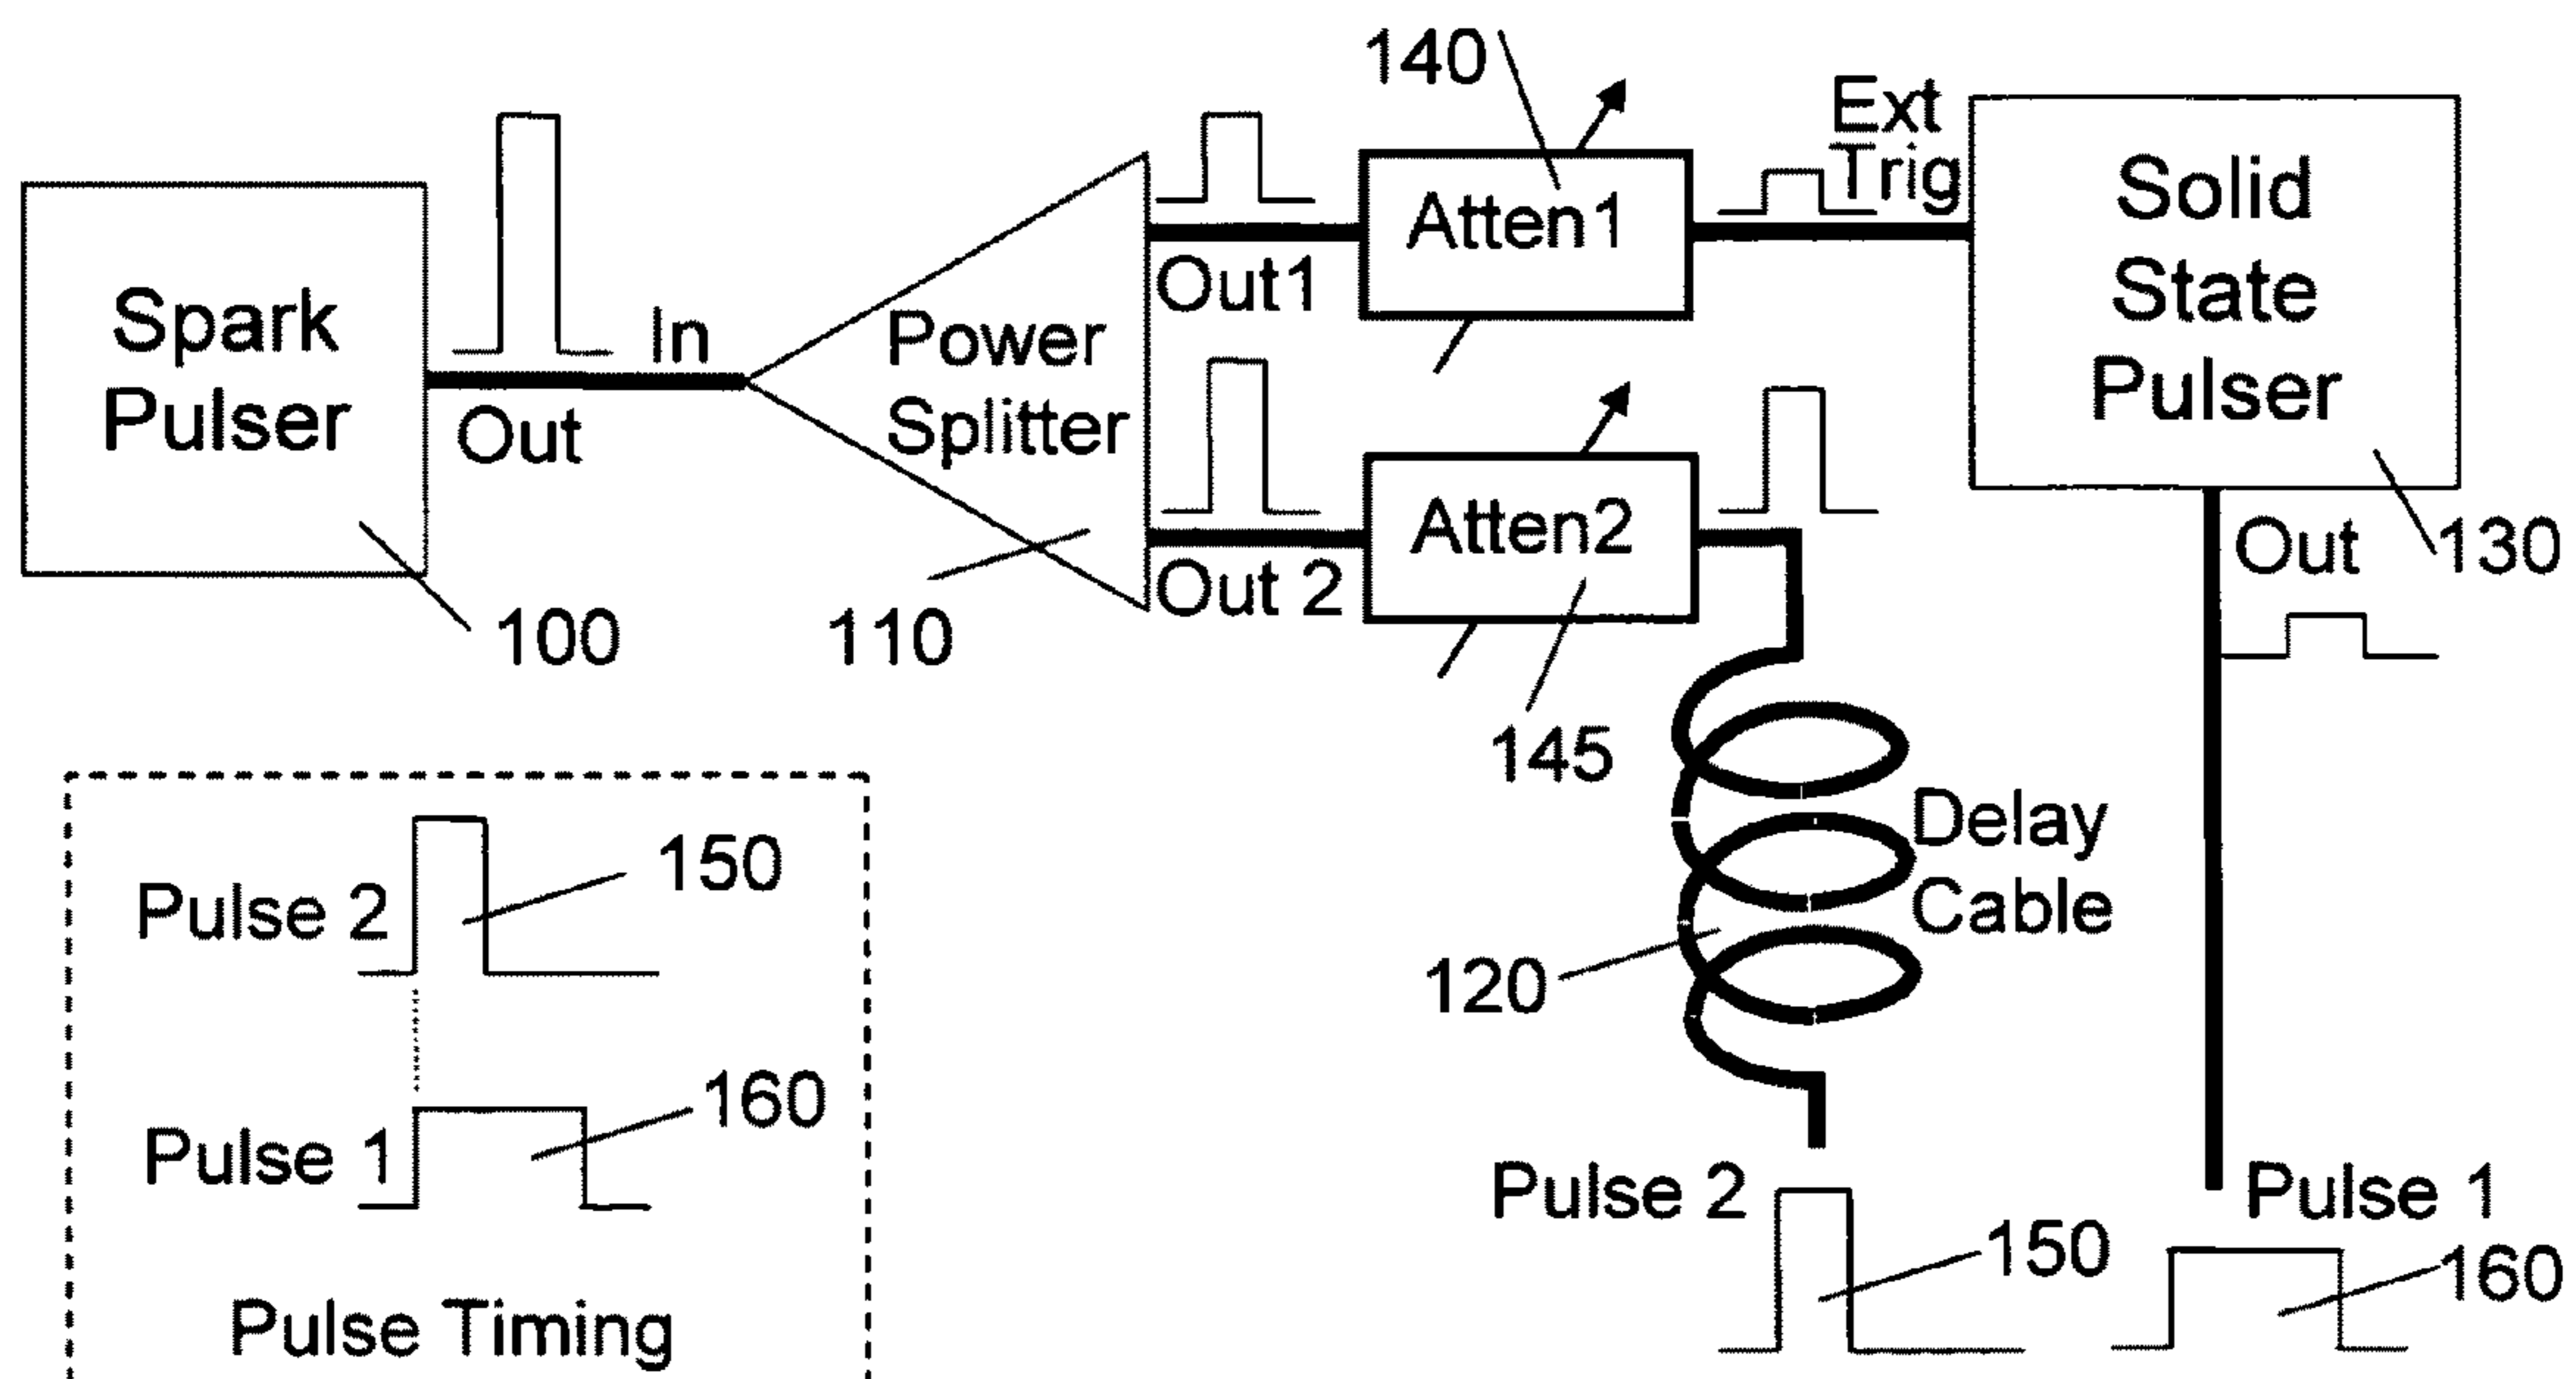 140
Ext
Trig
Solid
State
Pulser
Atten1
Spark
Pulser
In
Out
Power
Splitter
Out1
Atten2
Out 2
Out
130
100
110
145
Delay
Cable
120
Pulse 2
150
Pulse 1
160
Pulse Timing
Pulse 2
150
Pulse 1
160